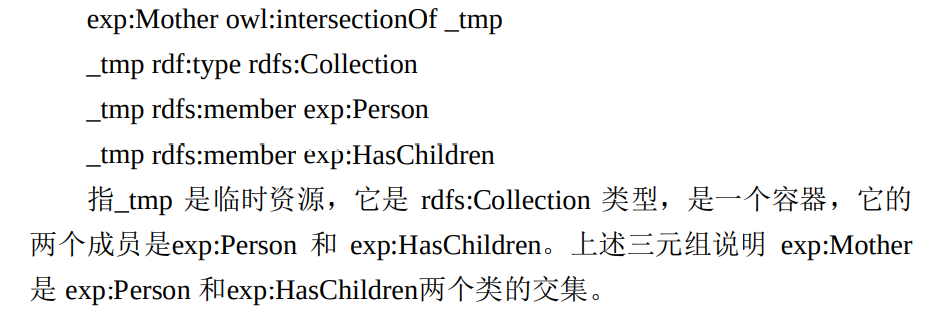 exp:Mother owl:intersectionOf _tmp
_tmp rdf:type rdfs:Collection
_tmp rdfs:member exp:Person
_tmp rdfs:member exp:HasChildren
指_tmp 是临时资源，它是 rdfs:Collection 类型，是一个容器，它的
两个成员是exp:Person 和 exp:HasChildren。上述三元组说明 exp:Mother
是 exp:Person 和exp:HasChildren两个类的交集。